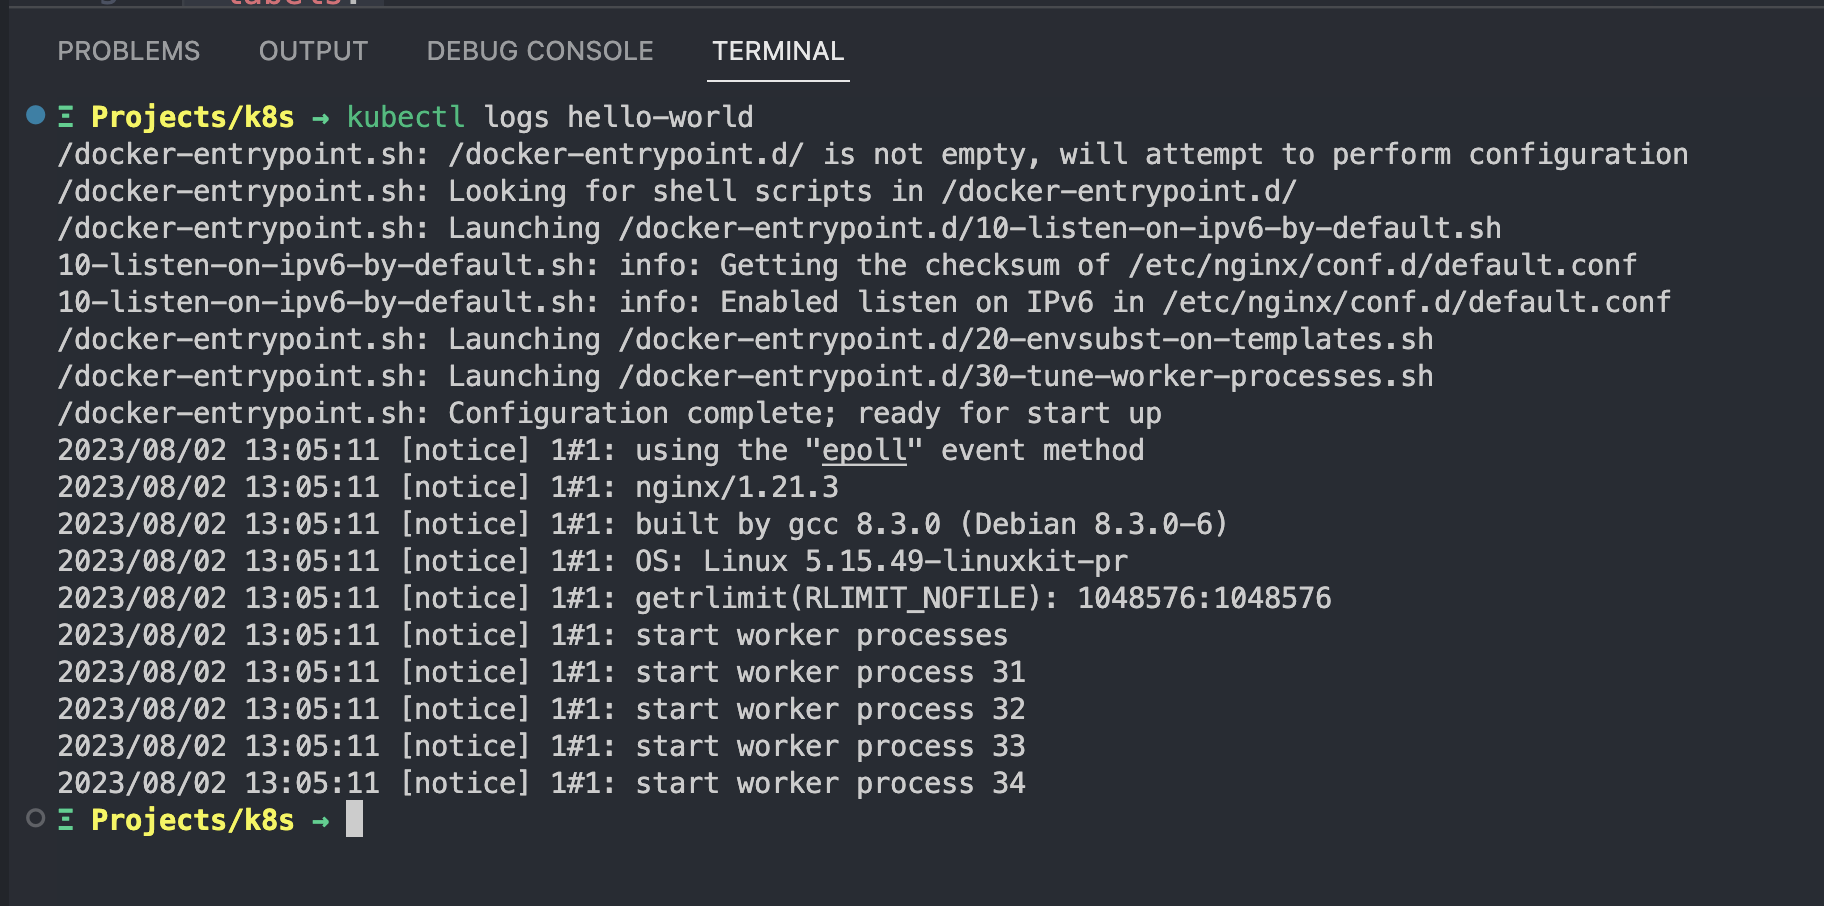 PROBLEMS OUTPUT DEBUG CONSOLE TERMINAL
Ξ Projects/k8s → kubectl logs hello-world
/docker-entrypoint.sh: /docker-entrypoint.d/ is not empty, will attempt to perform configuration
/docker-entrypoint.sh: Looking for shell scripts in /docker-entrypoint.d/
/docker-entrypoint.sh: Launching /docker-entrypoint.d/10-listen-on-ipv6-by-default.sh
10-listen-on-ipv6-by-default.sh: info: Getting the checksum of /etc/nginx/conf.d/default.conf
10-listen-on-ipv6-by-default.sh: info: Enabled listen on IPv6 in /etc/nginx/conf.d/default.conf
/docker-entrypoint.sh: Launching /docker-entrypoint.d/20-envsubst-on-templates.sh
/docker-entrypoint.sh: Launching /docker-entrypoint.d/30-tune-worker-processes.sh
/docker-entrypoint.sh: Configuration complete; ready for start up
2023/08/02 13:05:11 [notice] 1#1: using the "epoll" event method
2023/08/02 13:05:11 [notice] 1#1: nginx/1.21.3
2023/08/02 13:05:11 [notice] 1#1: built by gcc 8.3.0 (Debian 8.3.0-6)
2023/08/02 13:05:11 [notice] 1#1: OS: Linux 5.15.49-linuxkit-pr
2023/08/02 13:05:11 [notice] 1#1: getrlimit(RLIMIT_NOFILE): 1048576:1048576
2023/08/02 13:05:11 [notice] 1#1: start worker processes
2023/08/02 13:05:11 [notice] 1#1: start worker process 31
2023/08/02 13:05:11 [notice] 1#1: start worker process 32
2023/08/02 13:05:11 [notice] 1#1: start worker process 33
2023/08/02 13:05:11 [notice] 1#1: start worker process 34
Ξ Projects/k8s →